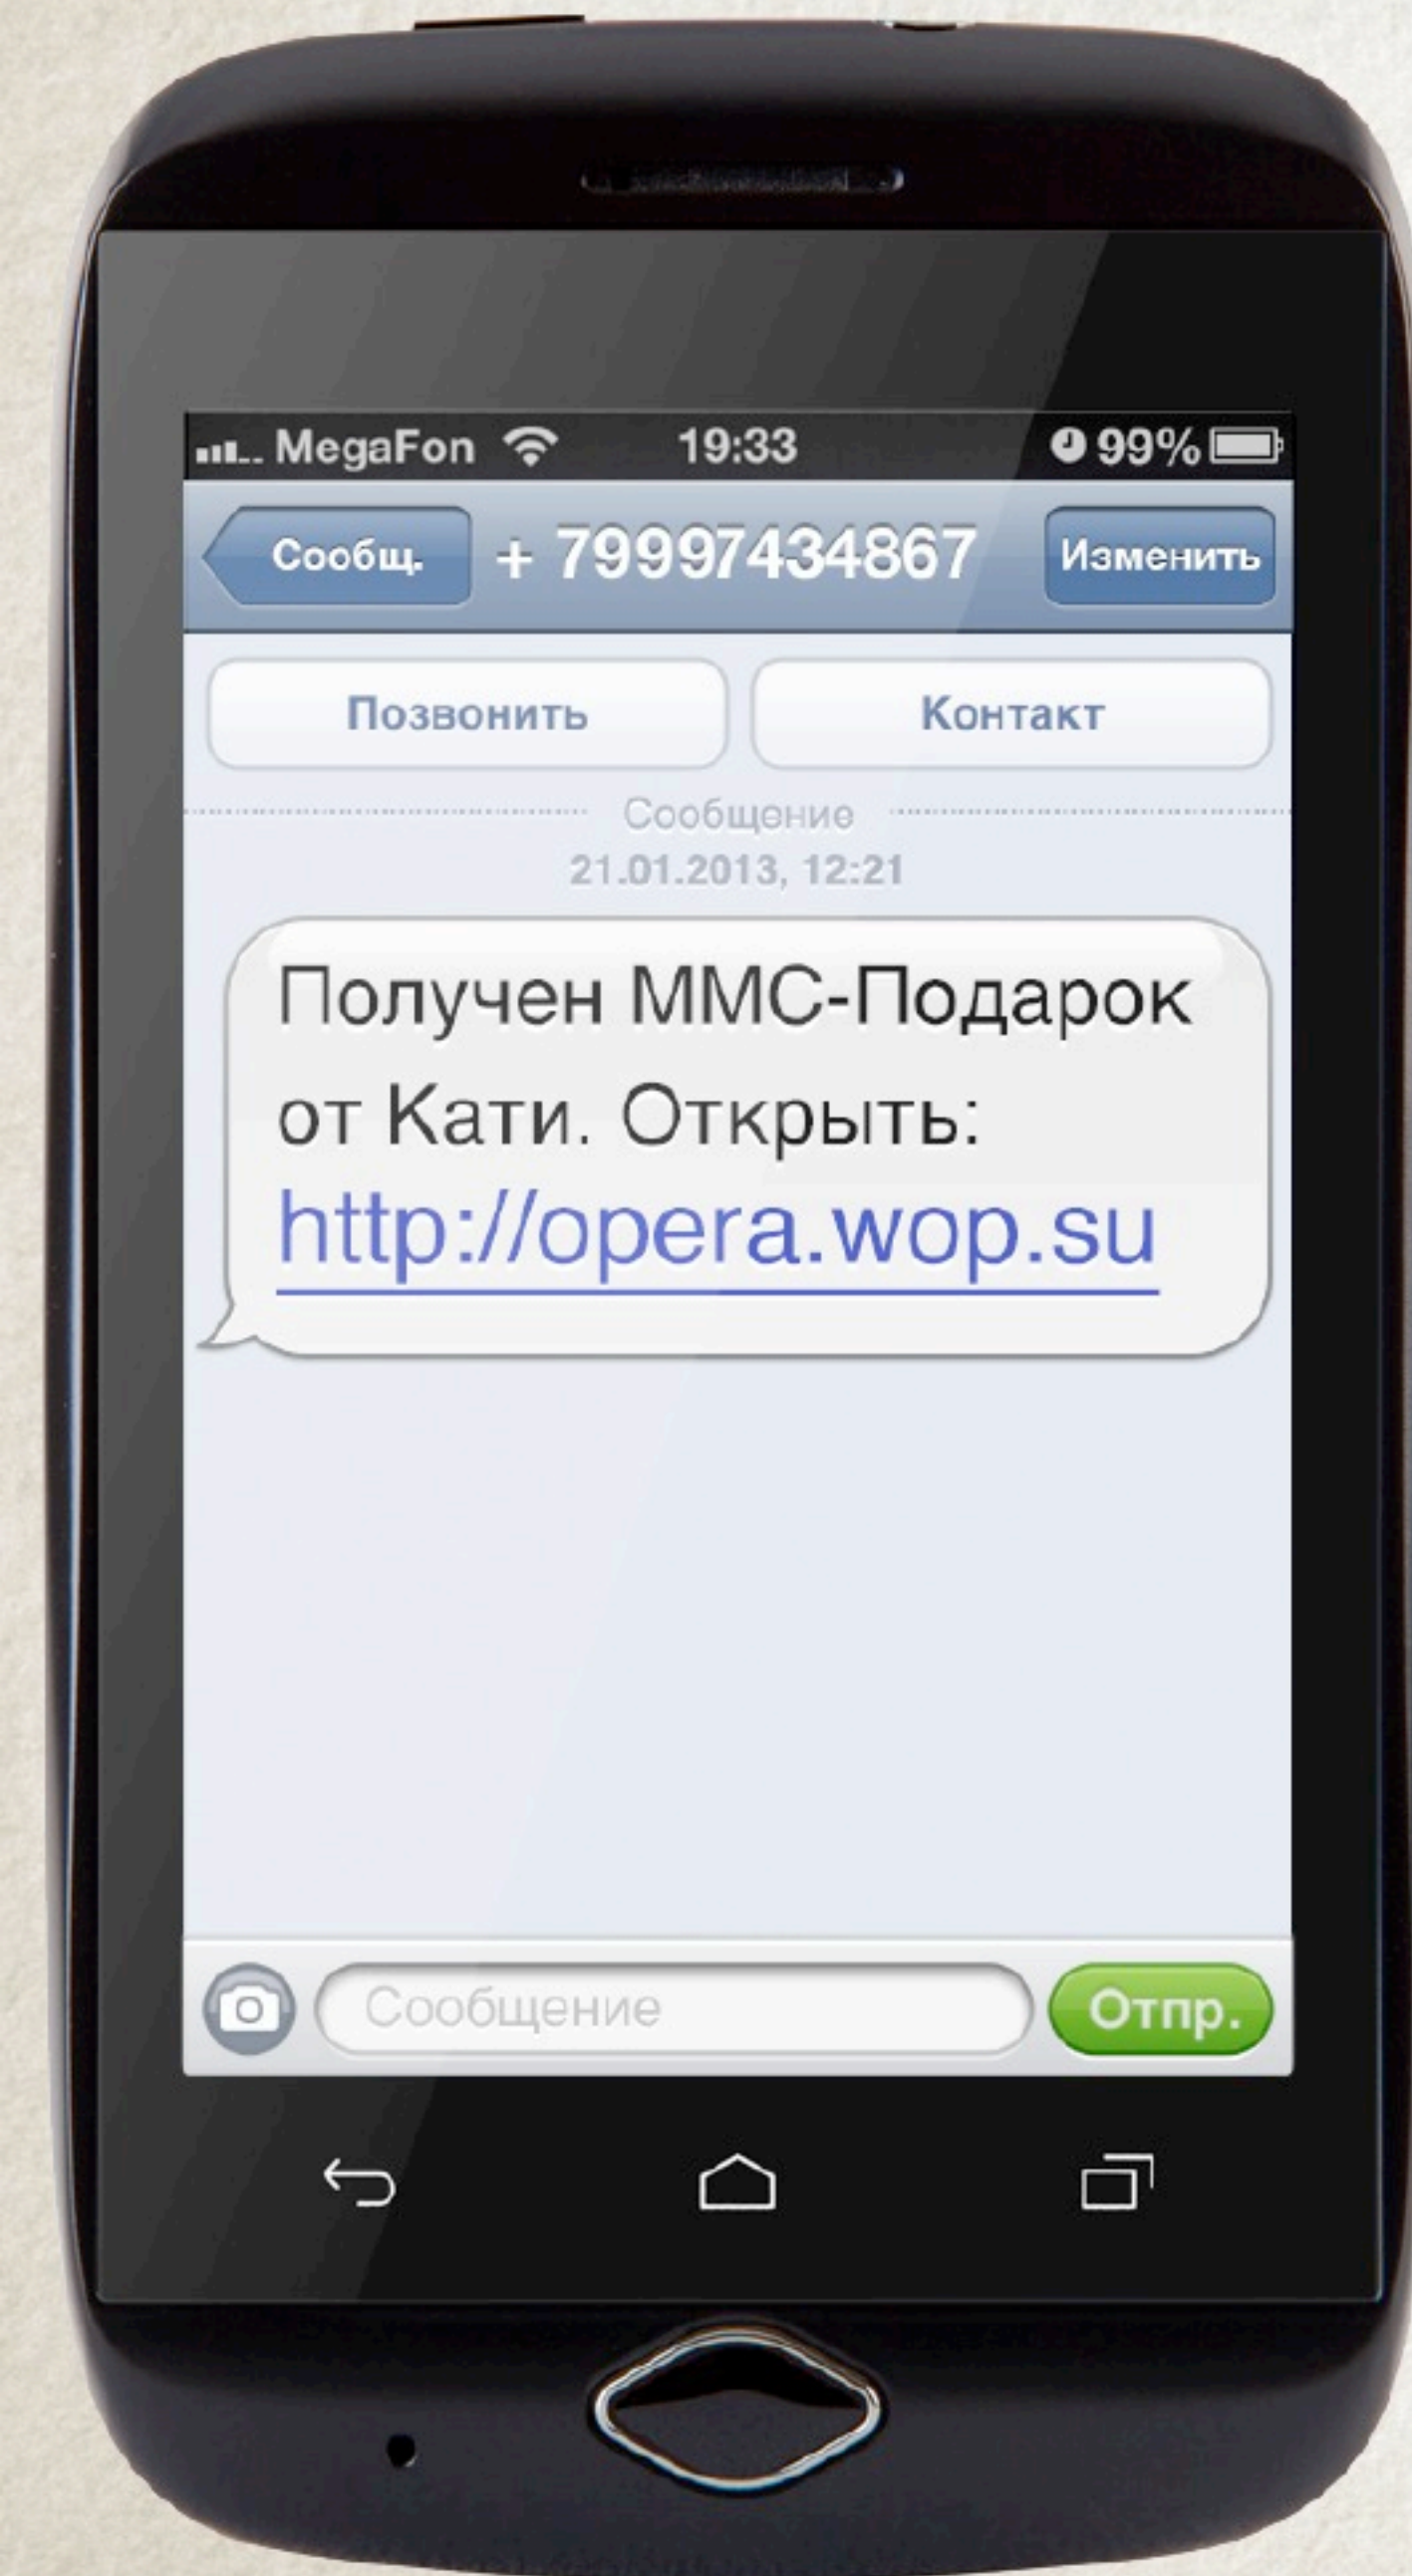 MegaFon 19:33 99%
Сообщ. + 79997434867 Изменить
Позвонить Контакт
Сообщение
21.01.2013, 12:21
Получен ММС-Подарок
от Кати. Открыть:
http://opera.wop.su
Сообщение Отпр.